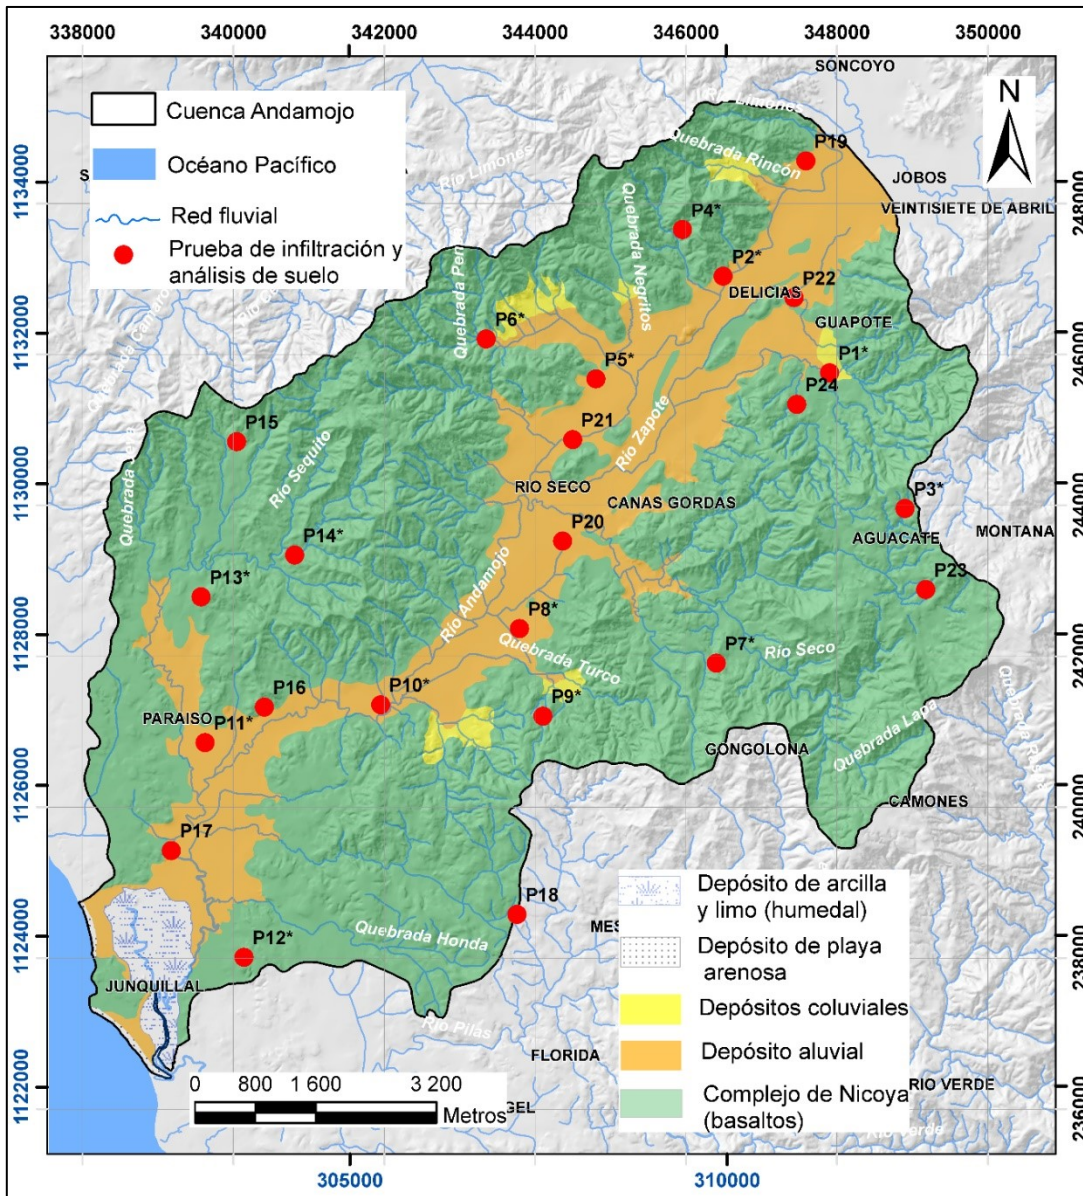 338000 340000 342000 344000 346000 348000 350000
SONCOYO
N
Cuenca Andamojo
Océano Pacífico
Red fluvial
Prueba de infiltración y
análisis de suelo
Río Limones
Quebrada Rincón
P19
JOBOS
VEINTISIETE DE ABRIL
Río Limones
Quebrada Negritos
P4*
P2*
P22
DELICIAS
GUAPOTE
P6*
P5*
P1*
P24
P15
Río Sequito
P21
Río Zapote
RIO SECO
CANAS GORDAS
P3*
AGUACATE
MONTANA
P14*
P20
P13*
P23
Río Andamojo
P8*
Quebrada Turco
P7*
Río Seco
P16
P10*
P9*
PARAISO
P11*
GONGOLONA
Quebrada Lapa
CAMONES
P17
P18
Quebrada Honda
P12*
JUNQUILLAL
Río Pilas
FLORIDA
RIO VERDE
Depósito de arcilla
y limo (humedal)
Depósito de playa
arenosa
Depósitos coluviales
Depósito aluvial
Complejo de Nicoya
(basaltos)
0 800 1 600 3 200
Metros
1134000
1132000
1130000
1128000
1126000
1124000
1122000
248000
246000
244000
242000
240000
238000
236000
305000 310000